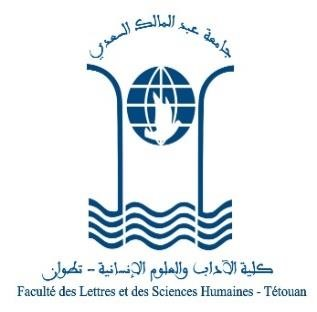 جامعة عبد المالك السعدي
كلية الآداب والعلوم الإنسانية - تطوان
Faculté des Lettres et des Sciences Humaines - Tétouan